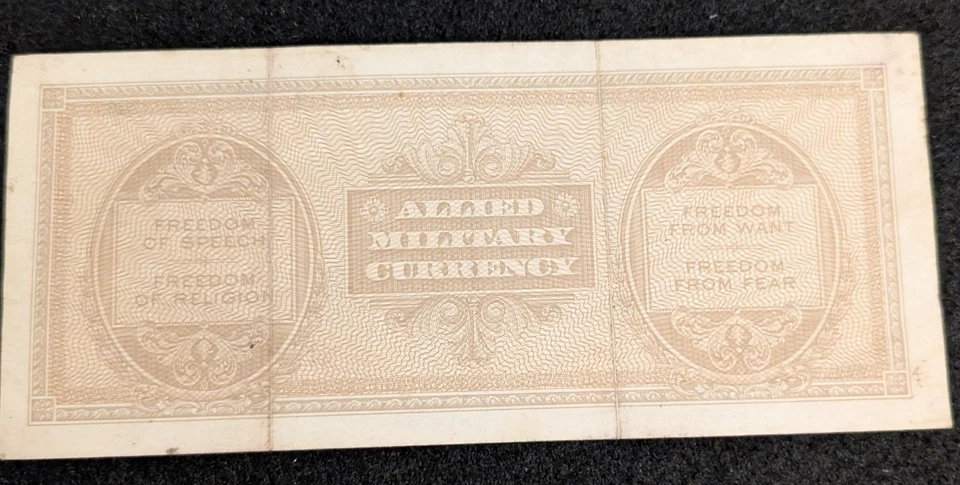 FREEDOM
OF SPEECH
FREEDOM
OF RELIGION
ALLIED
MILITARY
CURRENCY
FREEDOM
FROM WANT
FREEDOM
FROM FEAR